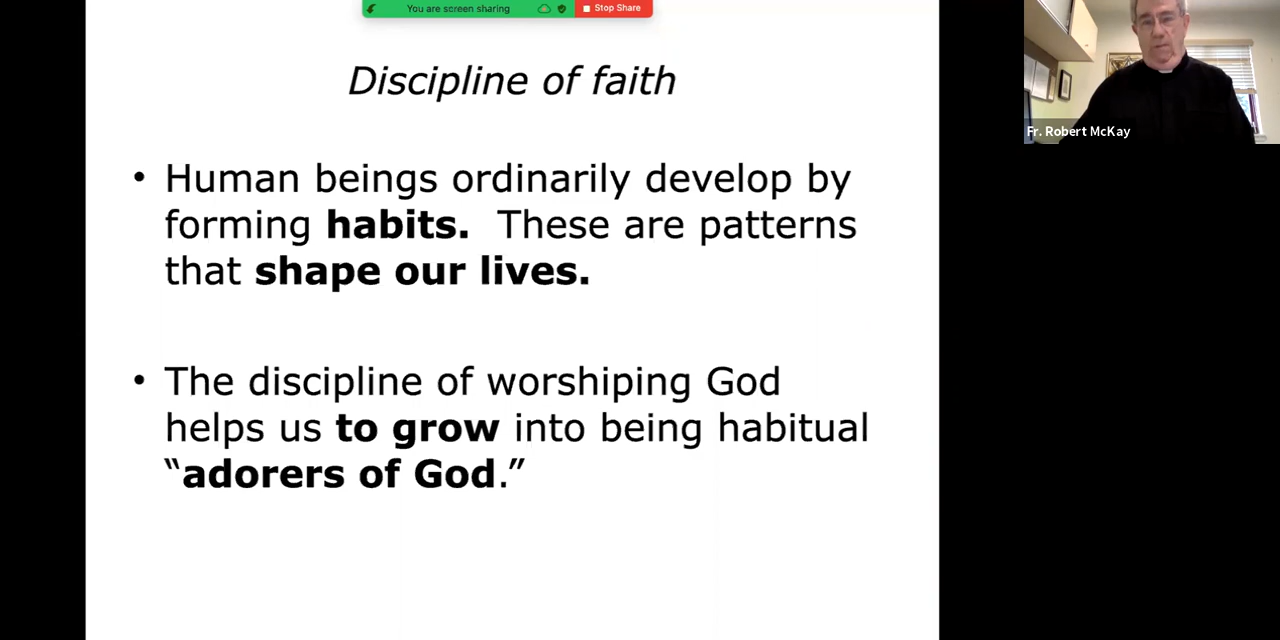 You are screen sharing
Stop Share
Discipline of faith
• Human beings ordinarily develop by
forming habits. These are patterns
that shape our lives.
• The discipline of worshiping God
helps us to grow into being habitual
“adorers of God.”
Fr. Robert McKay